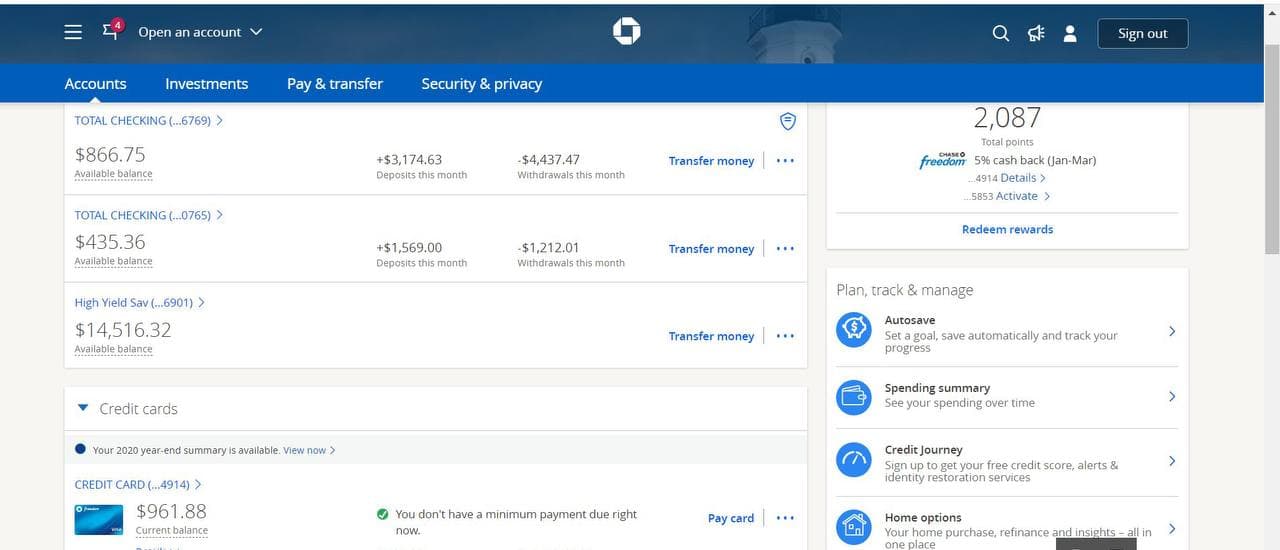 4
Open an account
Sign out
Accounts
Investments
Pay & transfer
Security & privacy
TOTAL CHECKING (...6769)
$866.75
Available balance
+$3,174.63
Deposits this month
-$4,437.47
Withdrawals this month
Transfer money
TOTAL CHECKING (...0765)
$435.36
Available balance
+$1,569.00
Deposits this month
-$1,212.01
Withdrawals this month
Transfer money
High Yield Sav (...6901)
$14,516.32
Available balance
Transfer money
Credit cards
Your 2020 year-end summary is available. View now
CREDIT CARD (...4914)
freedom
VISA
$961.88
Current balance
You don't have a minimum payment due right
now.
Pay card
2,087
Total points
CHASE
freedom
5% cash back (Jan-Mar)
...4914 Details
...5853 Activate
Redeem rewards
Plan, track & manage
Autosave
Set a goal, save automatically and track your
progress
Spending summary
See your spending over time
Credit Journey
Sign up to get your free credit score, alerts &
identity restoration services
Home options
Your home purchase, refinance and insights – all in
one place